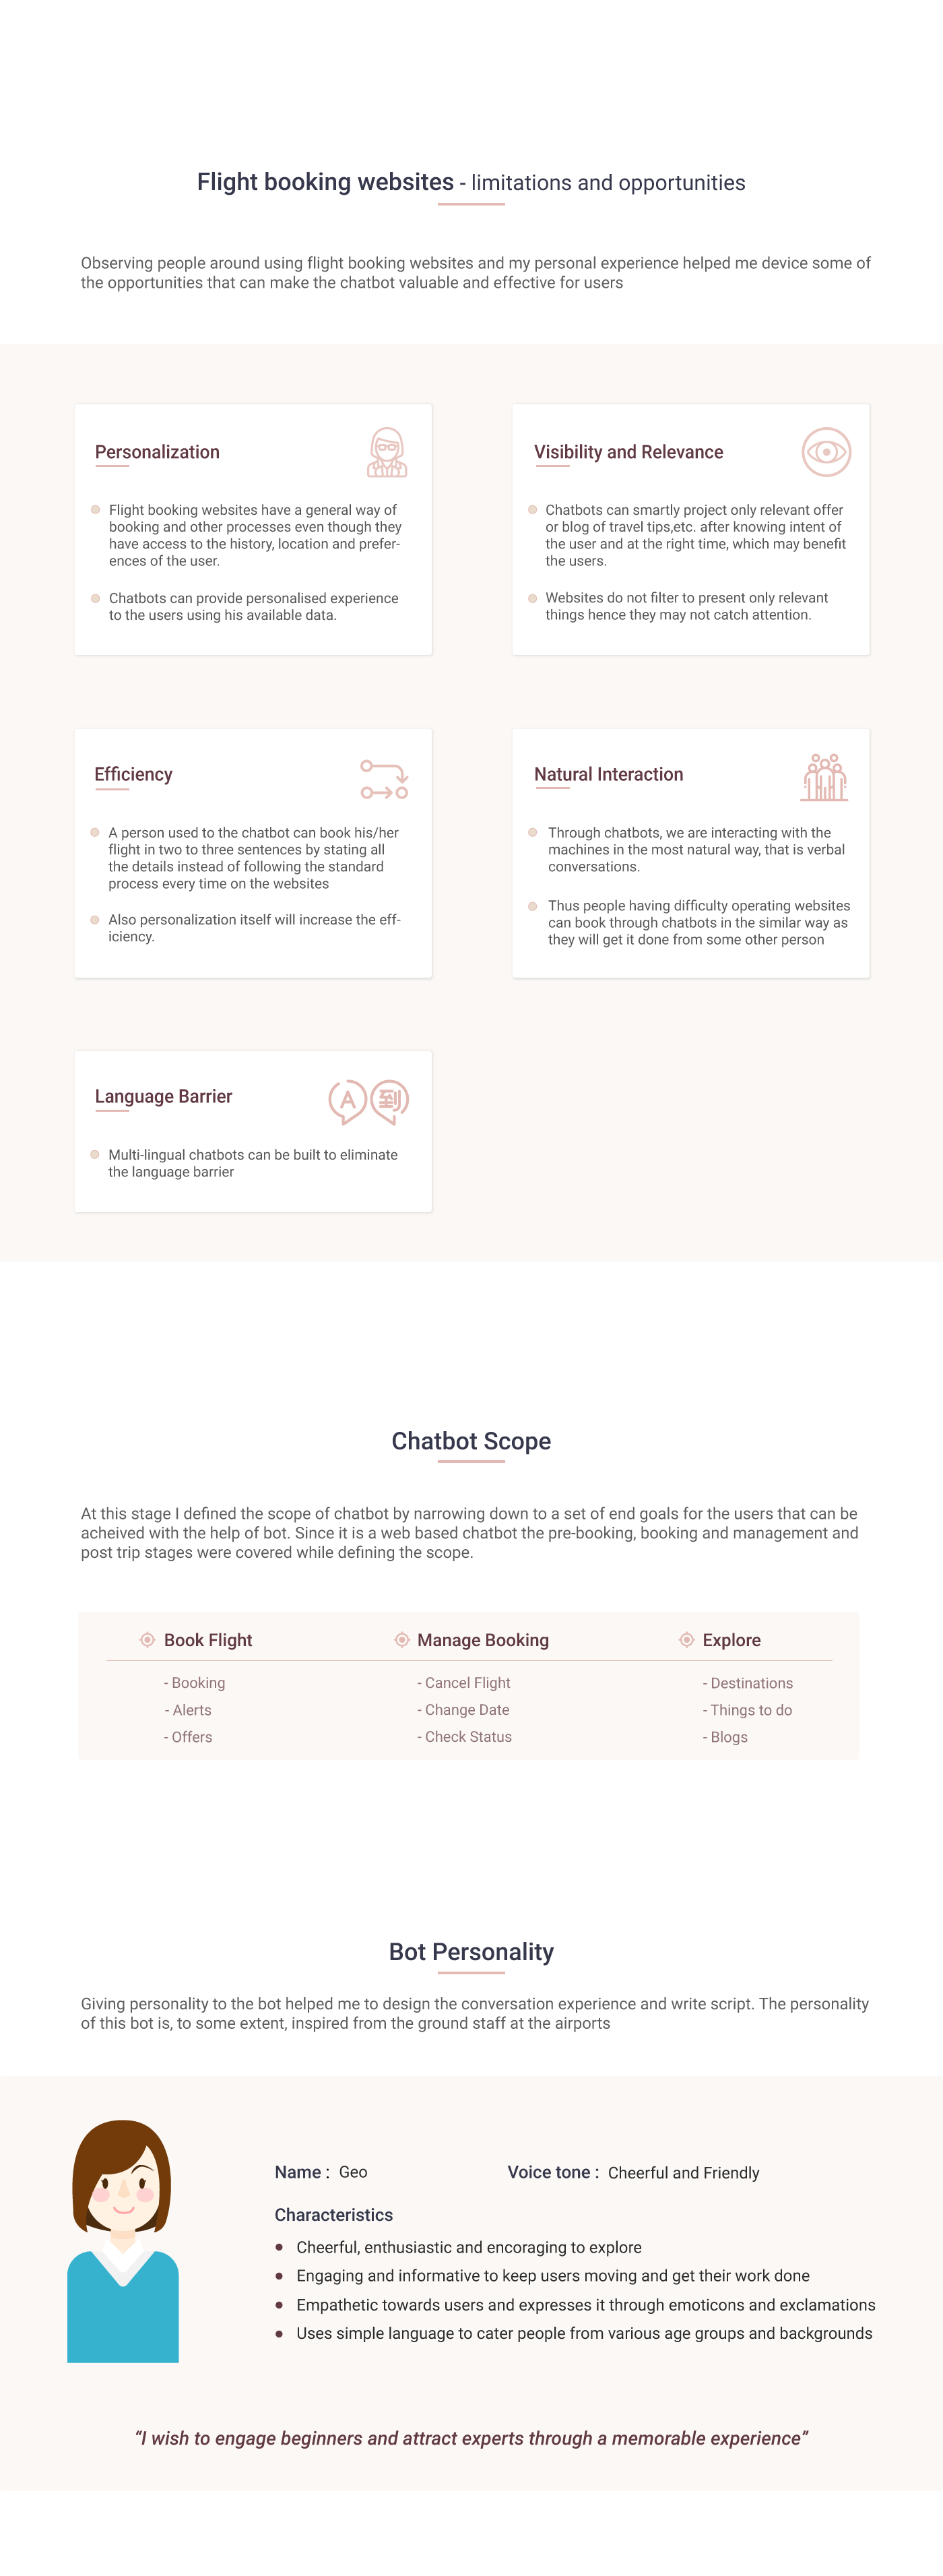 Flight booking websites - limitations and opportunities
Observing people around using flight booking websites and my personal experience helped me device some of
the opportunities that can make the chatbot valuable and effective for users
Personalization
Flight booking websites have a general way of
booking and other processes even though they
have access to the history, location and prefer-
ences of the user.
Chatbots can provide personalised experience
to the users using his available data.
Visibility and Relevance
Chatbots can smartly project only relevant offer
or blog of travel tips,etc. after knowing intent of
the user and at the right time, which may benefit
the users.
Websites do not filter to present only relevant
things hence they may not catch attention.
Efficiency
A person used to the chatbot can book his/her
flight in two to three sentences by stating all
the details instead of following the standard
process every time on the websites
Also personalization itself will increase the eff-
iciency.
Natural Interaction
Through chatbots, we are interacting with the
machines in the most natural way, that is verbal
conversations.
Thus people having difficulty operating websites
can book through chatbots in the similar way as
they will get it done from some other person
Language Barrier
A
Multi-lingual chatbots can be built to eliminate
the language barrier
Chatbot Scope
At this stage I defined the scope of chatbot by narrowing down to a set of end goals for the users that can be
acheived with the help of bot. Since it is a web based chatbot the pre-booking, booking and management and
post trip stages were covered while defining the scope.
Book Flight
- Booking
- Alerts
- Offers
Manage Booking
- Cancel Flight
- Change Date
- Check Status
Explore
- Destinations
- Things to do
- Blogs
Bot Personality
Giving personality to the bot helped me to design the conversation experience and write script. The personality
of this bot is, to some extent, inspired from the ground staff at the airports
Name : Geo
Voice tone : Cheerful and Friendly
Characteristics
Cheerful, enthusiastic and encoraging to explore
Engaging and informative to keep users moving and get their work done
Empathetic towards users and expresses it through emoticons and exclamations
Uses simple language to cater people from various age groups and backgrounds
“I wish to engage beginners and attract experts through a memorable experience”